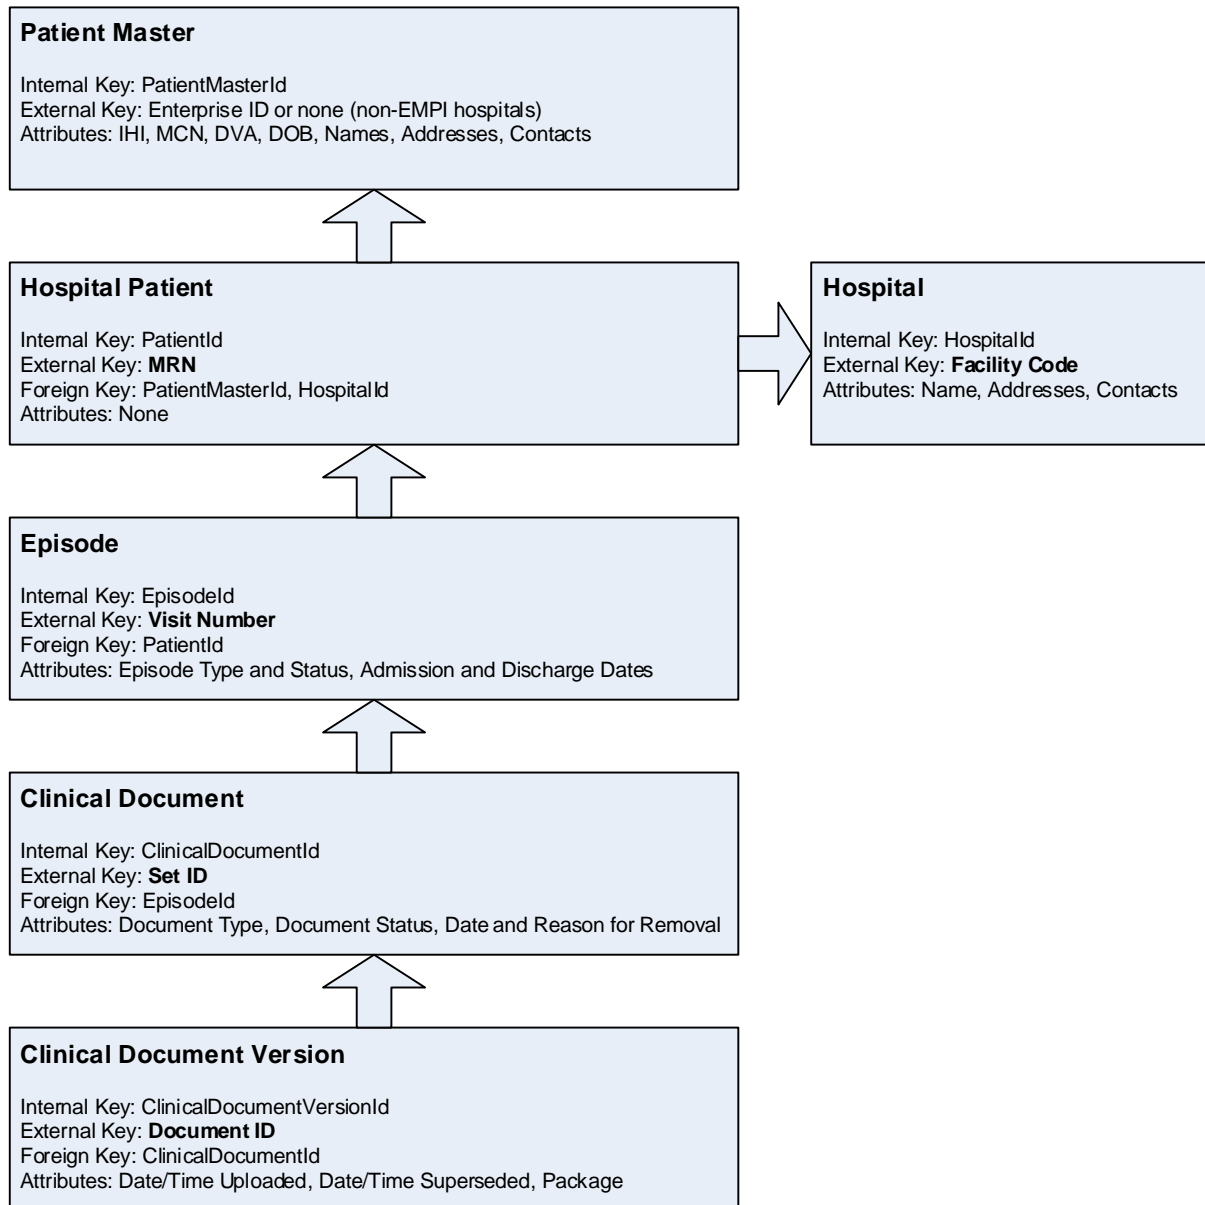 Patient Master
Internal Key: PatientMasterId
External Key: Enterprise ID or none (non-EMPI hospitals)
Attributes: IHI, MCN, DVA, DOB, Names, Addresses, Contacts
Hospital Patient
Internal Key: PatientId
External Key: MRN
Foreign Key: PatientMasterId, HospitalId
Attributes: None
Hospital
Internal Key: HospitalId
External Key: Facility Code
Attributes: Name, Addresses, Contacts
Episode
Internal Key: EpisodeId
External Key: Visit Number
Foreign Key: PatientId
Attributes: Episode Type and Status, Admission and Discharge Dates
Clinical Document
Internal Key: ClinicalDocumentId
External Key: Set ID
Foreign Key: EpisodeId
Attributes: Document Type, Document Status, Date and Reason for Removal
Clinical Document Version
Internal Key: ClinicalDocumentVersionId
External Key: Document ID
Foreign Key: ClinicalDocumentId
Attributes: Date/Time Uploaded, Date/Time Superseded, Package